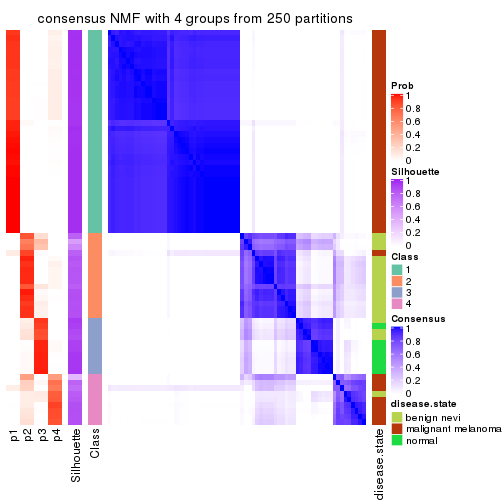 consensus NMF with 4 groups from 250 partitions
Prob
1
0.8
0.6
0.4
0.2
0
Silhouette
1
0.8
0.6
0.4
0.2
0
Class
1
2
3
4
Consensus
1
0.8
0.6
0.4
0.2
0
disease.state
benign nevi
malignant melanoma
normal
p1
p2
p3
p4
Silhouette
Class
disease.state